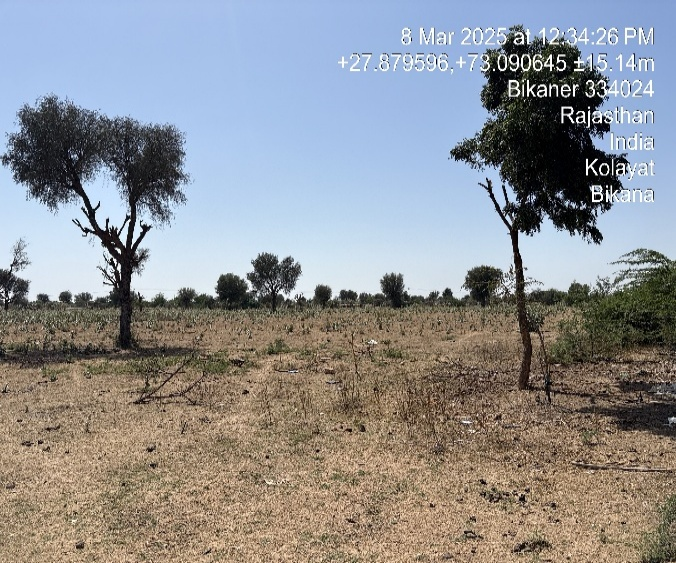 8 Mar 2025 at 12:34:26 PM
+27.879596,+73.090645 ±15.14m
Bikaner 334024
Rajasthan
India
Kolayat
Bikana